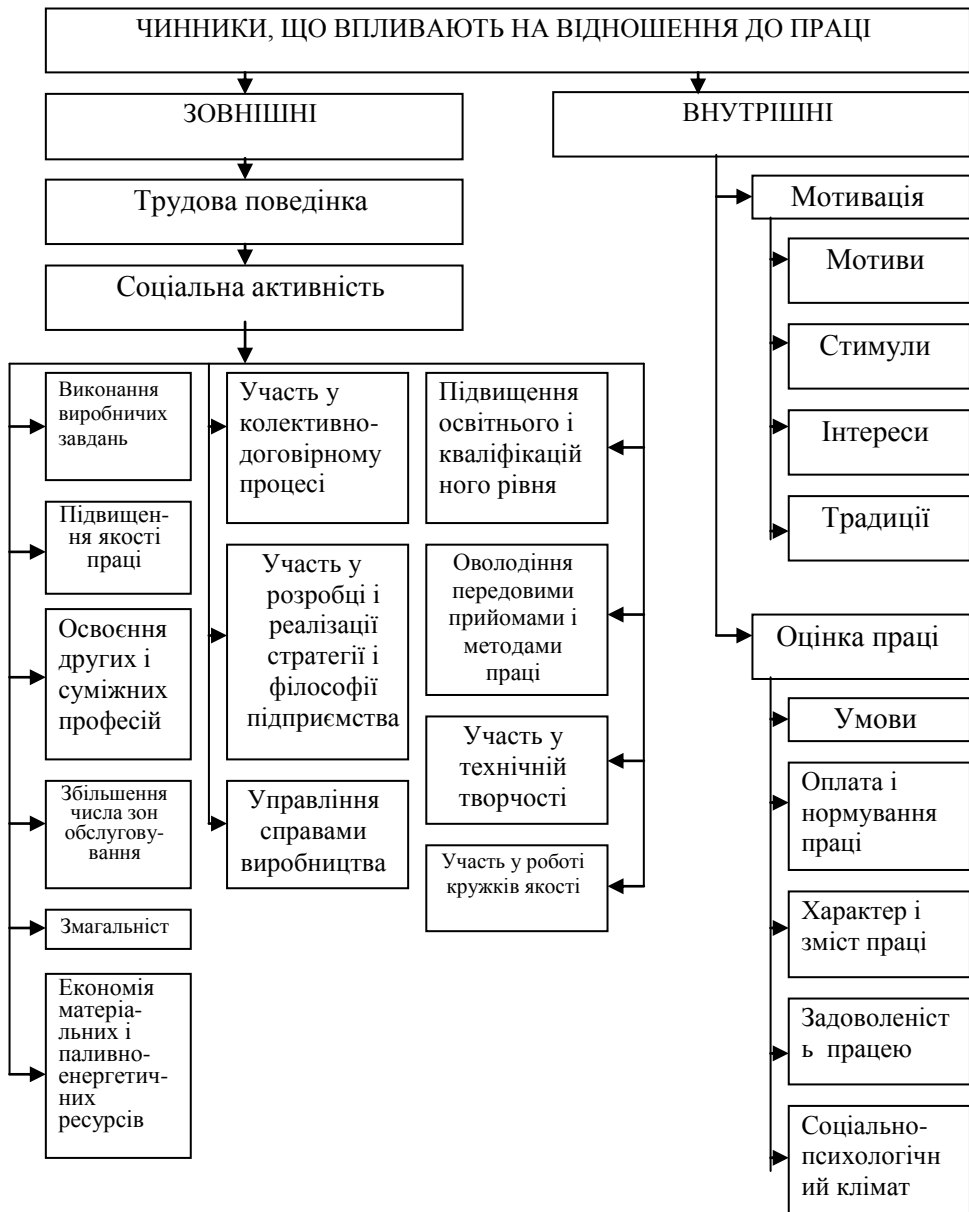 ЧИННИКИ, ЩО ВПЛИВАЮТЬ НА ВІДНОШЕННЯ ДО ПРАЦІ
ЗОВНІШНІ
ВНУТРІШНІ
Трудова поведінка
Соціальна активність
Виконання
виробничих
завдань
Підвищен-
ня якості
праці
Освоєння
других і
суміжних
професій
Збільшення
числа зон
обслугову-
вання
Змагальніст
Економія
матеріа-
льних і
паливно-
енергетич-
них
ресурсів
Участь у
колективно-
договірному
процесі
Участь у
розробці і
реалізації
стратегії і
філософії
підприємства
Управління
справами
виробництва
Підвищення
освітнього і
кваліфікацій
ного рівня
Оволодіння
передовими
прийомами і
методами
праці
Участь у
технічній
творчості
Участь у роботі
кружків якості
Мотивація
Мотиви
Стимули
Інтереси
Традиції
Оцінка праці
Умови
Оплата і
нормування
праці
Характер і
зміст праці
Задоволеніст
ь працею
Соціально-
психологічн
ий клімат